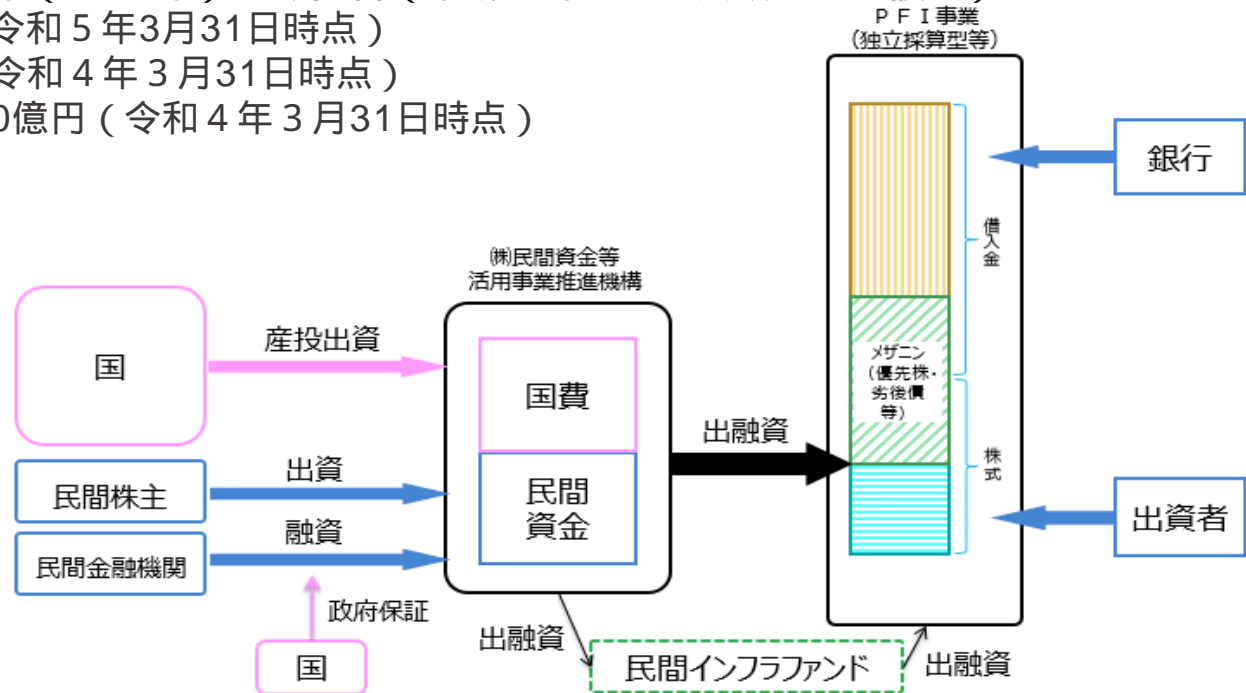 令和５年3月31日時点）
令和４年３月31日時点）
0億円（令和４年３月31日時点）
ＰＦＩ事業
（独立採算型等）
銀行
借入金
㈱民間資金等
活用事業推進機構
国
産投出資
国費
メザニン
（優先株・
劣後債
等）
出融資
株式
民間株主
出資
民間
資金
出資者
民間金融機関
融資
政府保証
国
出融資
民間インフラファンド
出融資